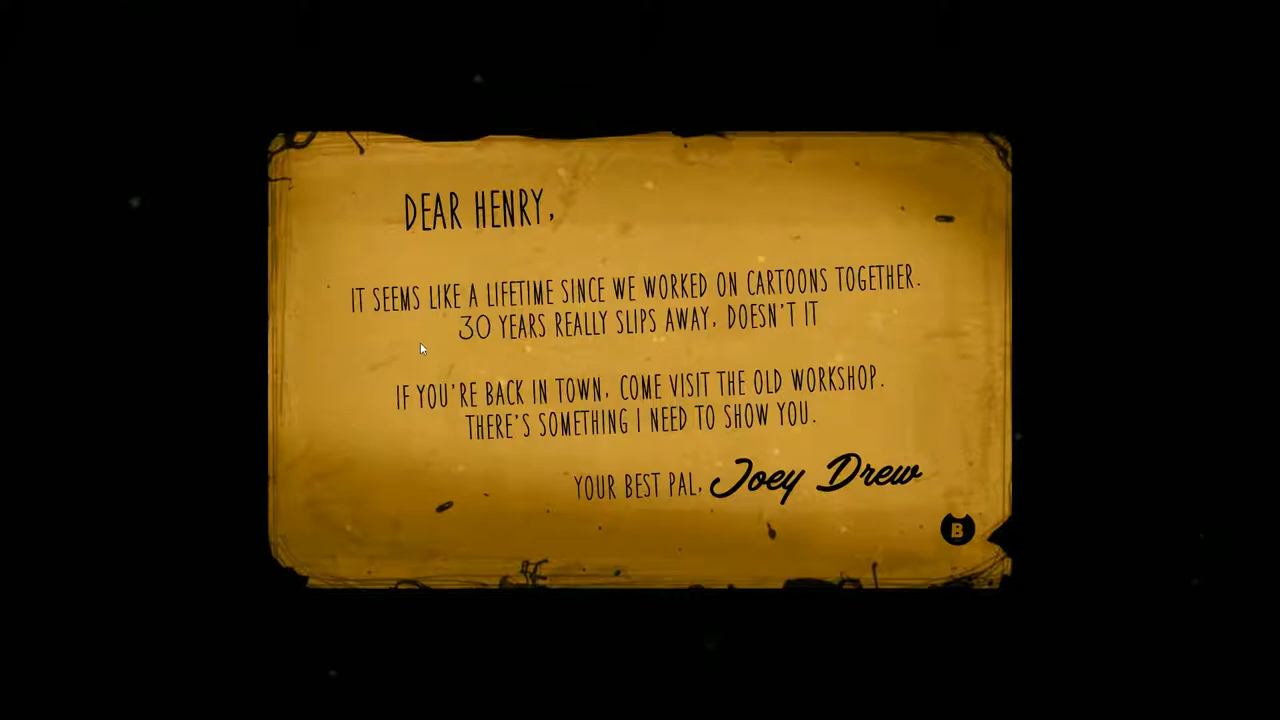 DEAR HENRY,
IT SEEMS LIKE A LIFETIME SINCE WE WORKED ON CARTOONS TOGETHER.
30 YEARS REALLY SLIPS AWAY, DOESN'T IT
IF YOU'RE BACK IN TOWN, COME VISIT THE OLD WORKSHOP.
THERE'S SOMETHING I NEED TO SHOW YOU.
YOUR BEST PAL, Joey Drew
B